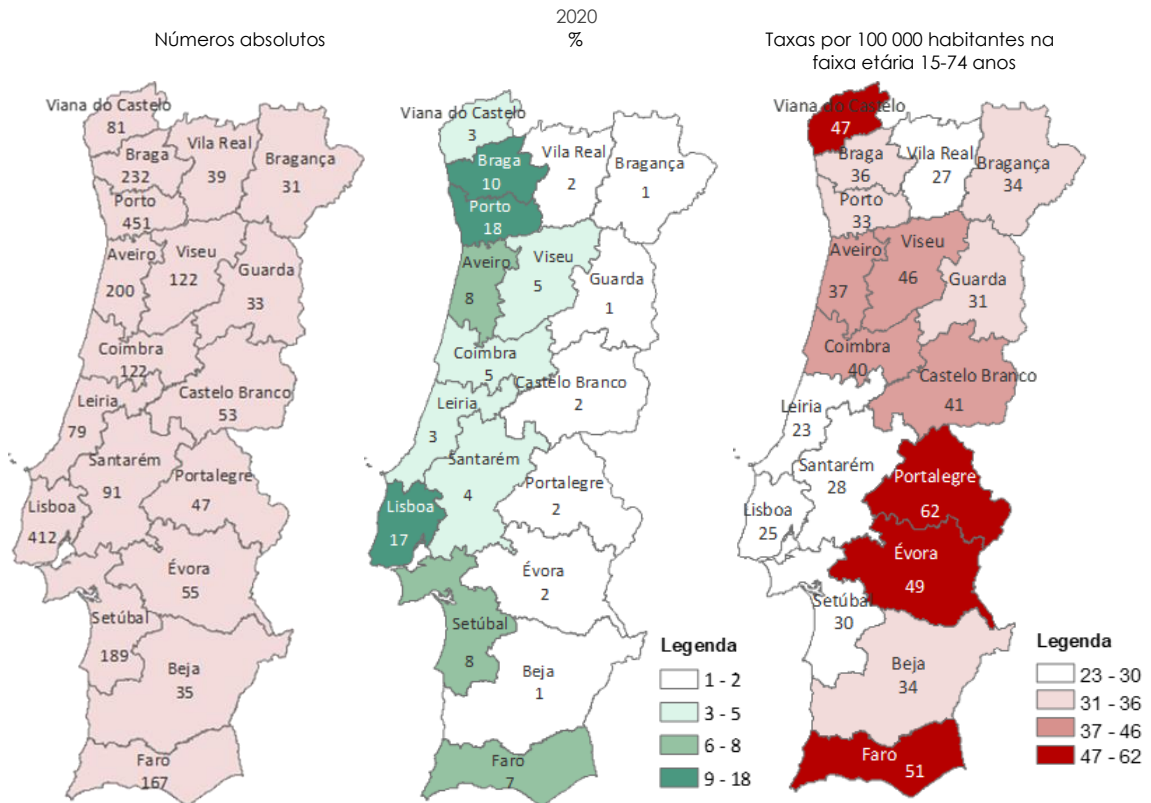 2020
Números absolutos
%
Taxas por 100 000 habitantes na
faixa etária 15-74 anos
Viana do Castelo
81
Braga
232
Vila Real
39
Bragança
31
Porto
451
Aveiro
200
Viseu
122
Guarda
33
Coimbra
122
Castelo Branco
53
Leiria
79
Santarém
91
Portalegre
47
Lisboa
412
Évora
55
Setúbal
189
Beja
35
Faro
167
Viana do Castelo
3
Braga
10
Vila Real
2
Bragança
1
Porto
18
Aveiro
8
Viseu
5
Guarda
1
Coimbra
5
Castelo Branco
2
Leiria
3
Santarém
4
Portalegre
2
Lisboa
17
Évora
2
Setúbal
8
Beja
1
Faro
7
Legenda
1 - 2
3 - 5
6 - 8
9 - 18
Viana do Castelo
47
Braga
36
Vila Real
27
Bragança
34
Porto
33
Aveiro
37
Viseu
46
Guarda
31
Coimbra
40
Castelo Branco
41
Leiria
23
Santarém
28
Portalegre
62
Lisboa
25
Évora
49
Setúbal
30
Beja
34
Faro
51
Legenda
23 - 30
31 - 36
37 - 46
47 - 62